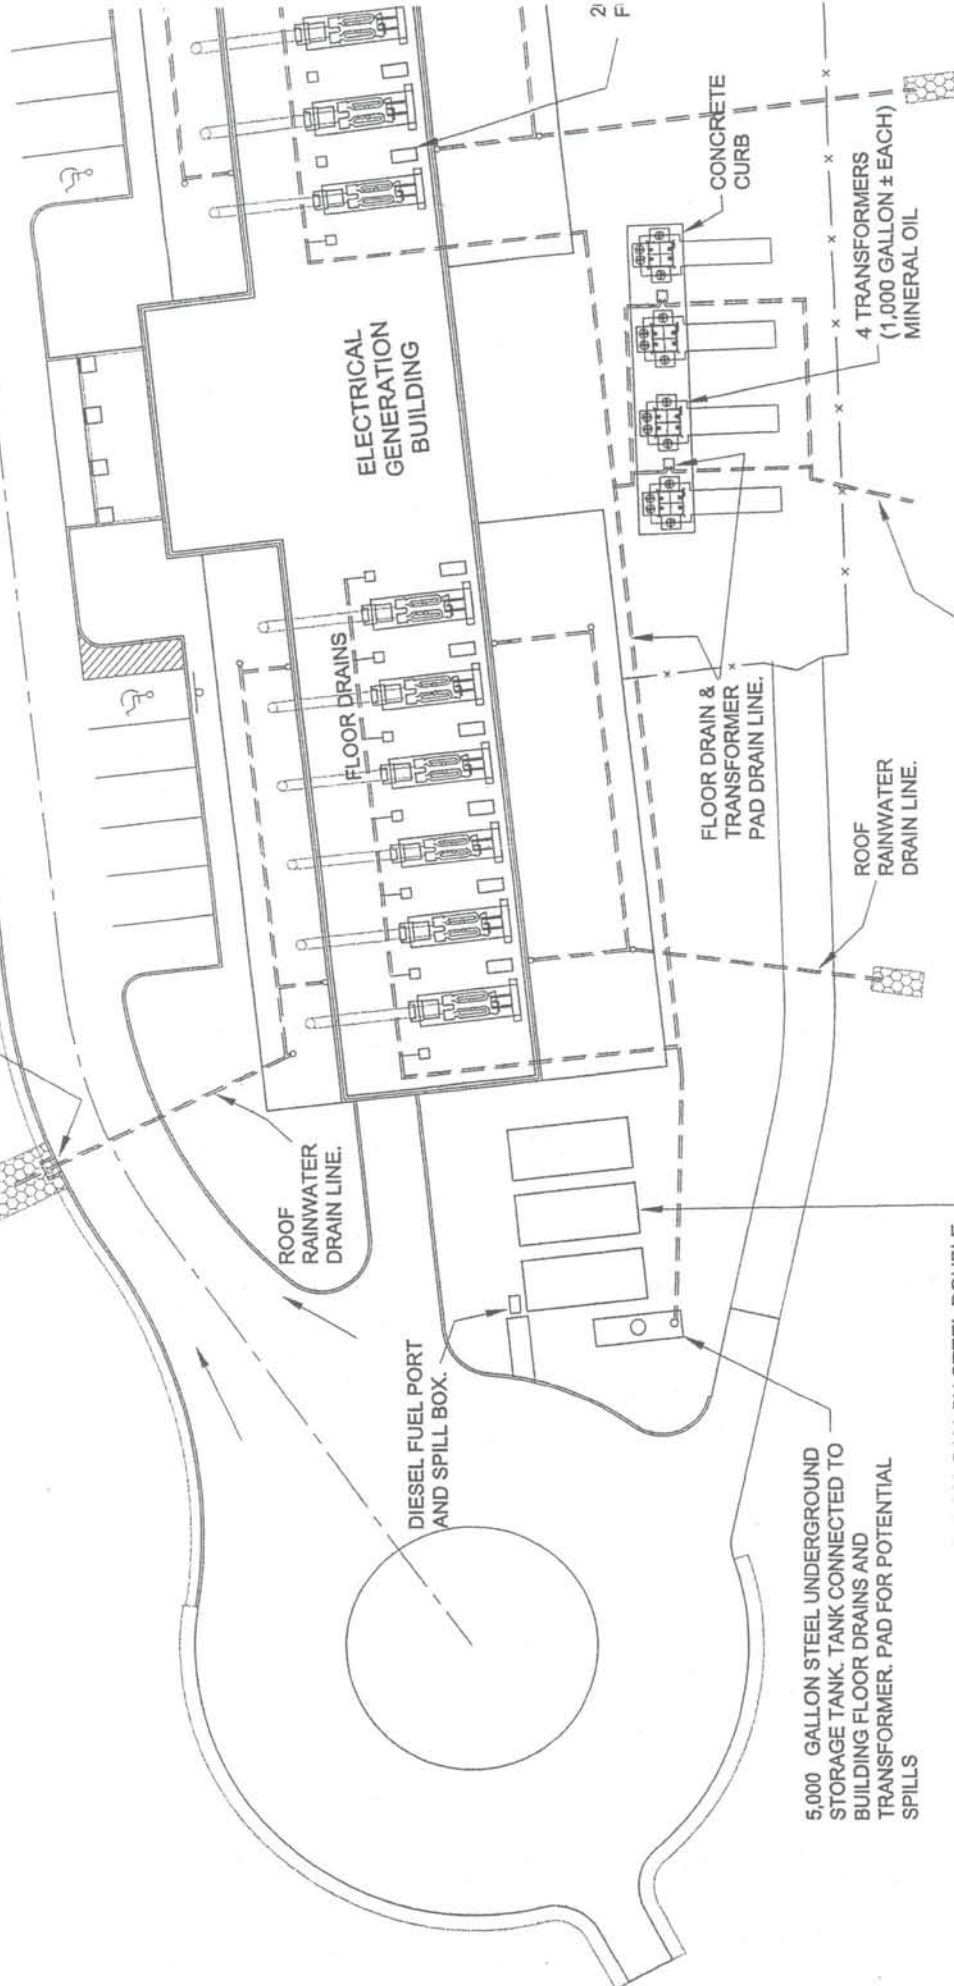 ELECTRICAL
GENERATION
BUILDING
CONCRETE
CURB
4 TRANSFORMERS
(1,000 GALLON ± EACH)
MINERAL OIL
FLOOR DRAINS
FLOOR DRAIN &
TRANSFORMER
PAD DRAIN LINE.
ROOF
RAINWATER
DRAIN LINE.
ROOF
RAINWATER
DRAIN LINE.
DIESEL FUEL PORT
AND SPILL BOX.
5,000 GALLON STEEL UNDERGROUND
STORAGE TANK. TANK CONNECTED TO
BUILDING FLOOR DRAINS AND
TRANSFORMER. PAD FOR POTENTIAL
SPILLS